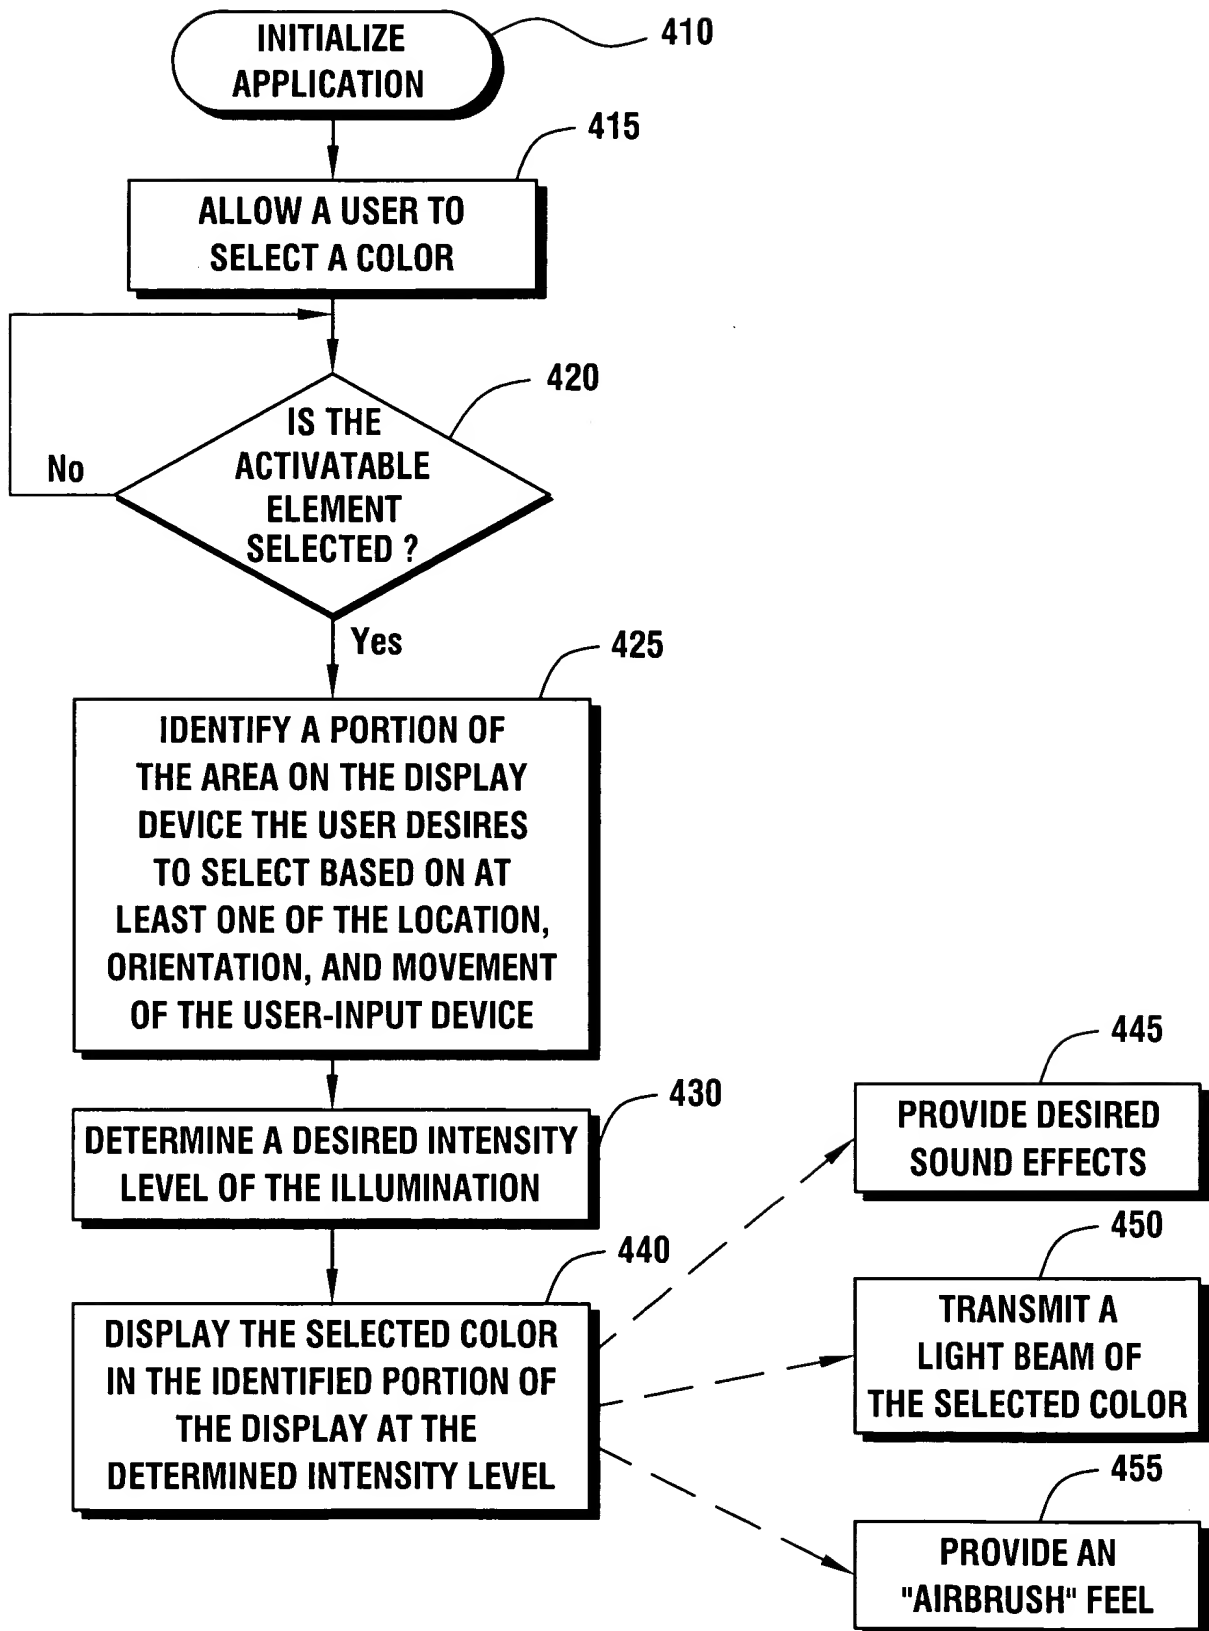 INITIALIZE
APPLICATION
410
415
ALLOW A USER TO
SELECT A COLOR
420
IS THE
ACTIVATABLE
ELEMENT
SELECTED ?
No
Yes
425
IDENTIFY A PORTION OF
THE AREA ON THE DISPLAY
DEVICE THE USER DESIRES
TO SELECT BASED ON AT
LEAST ONE OF THE LOCATION,
ORIENTATION, AND MOVEMENT
OF THE USER-INPUT DEVICE
430
DETERMINE A DESIRED INTENSITY
LEVEL OF THE ILLUMINATION
440
DISPLAY THE SELECTED COLOR
IN THE IDENTIFIED PORTION OF
THE DISPLAY AT THE
DETERMINED INTENSITY LEVEL
445
PROVIDE DESIRED
SOUND EFFECTS
450
TRANSMIT A
LIGHT BEAM OF
THE SELECTED COLOR
455
PROVIDE AN
"AIRBRUSH" FEEL